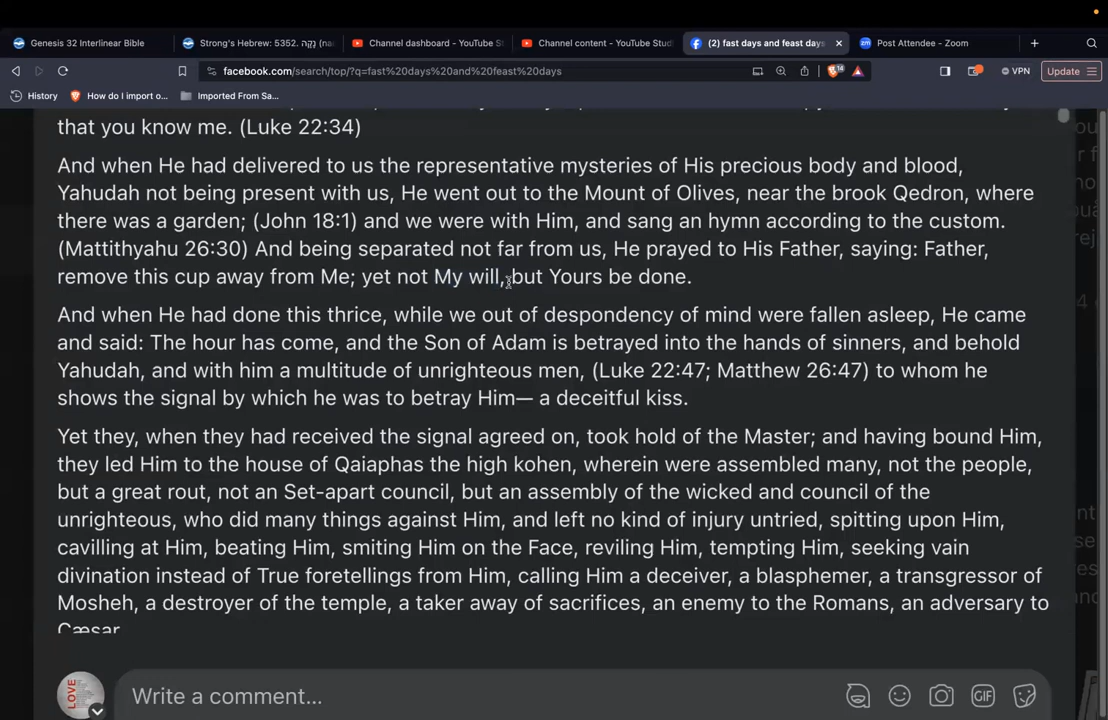 Genesis 32 Interlinear Bible
Strong's Hebrew: 5352. נָקָה (na
Channel dashboard - YouTube St
Channel content - YouTube Studi
(2) fast days and feast days
Post Attendee - Zoom
facebook.com/search/top/?q=fast%20days%20and%20feast%20days
14
VPN
Update
History
How do I import o...
Imported From Sa...
that you know me. (Luke 22:34)
And when He had delivered to us the representative mysteries of His precious body and blood,
Yahudah not being present with us, He went out to the Mount of Olives, near the brook Qedron, where
there was a garden; (John 18:1) and we were with Him, and sang an hymn according to the custom.
(Mattithyahu 26:30) And being separated not far from us, He prayed to His Father, saying: Father,
remove this cup away from Me; yet not My will, but Yours be done.
And when He had done this thrice, while we out of despondency of mind were fallen asleep, He came
and said: The hour has come, and the Son of Adam is betrayed into the hands of sinners, and behold
Yahudah, and with him a multitude of unrighteous men, (Luke 22:47; Matthew 26:47) to whom he
shows the signal by which he was to betray Him— a deceitful kiss.
Yet they, when they had received the signal agreed on, took hold of the Master; and having bound Him,
they led Him to the house of Qaiaphas the high kohen, wherein were assembled many, not the people,
but a great rout, not an Set-apart council, but an assembly of the wicked and council of the
unrighteous, who did many things against Him, and left no kind of injury untried, spitting upon Him,
cavilling at Him, beating Him, smiting Him on the Face, reviling Him, tempting Him, seeking vain
divination instead of True foretellings from Him, calling Him a deceiver, a blasphemer, a transgressor of
Mosheh, a destroyer of the temple, a taker away of sacrifices, an enemy to the Romans, an adversary to
Cæsar
LOVE
Write a comment...
GIF